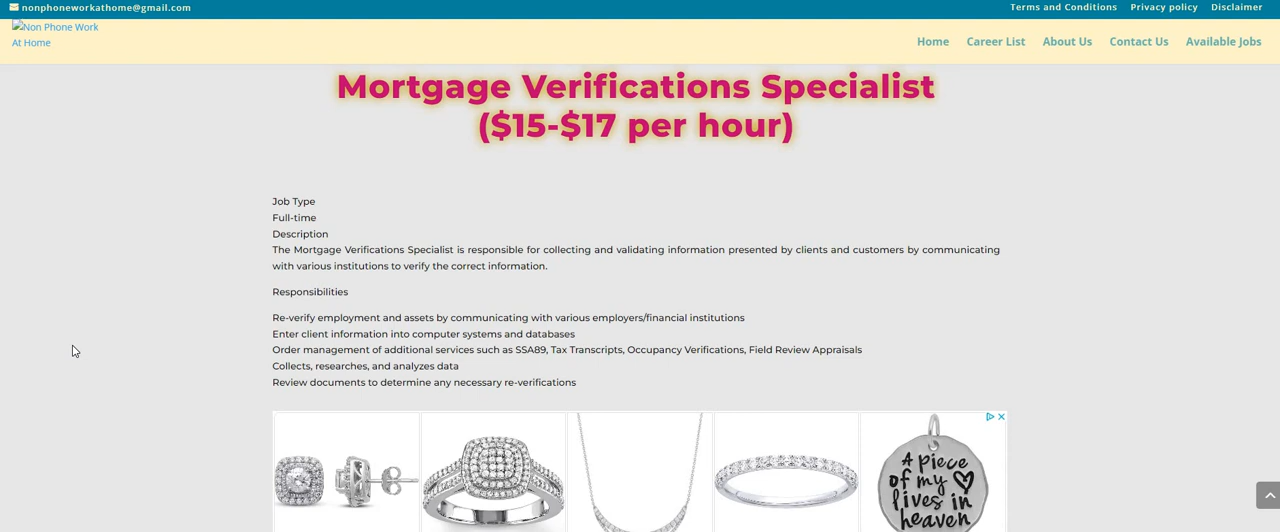 nonphoneworkathome@gmail.com
Terms and Conditions Privacy policy Disclaimer
Non Phone Work
At Home
Home Career List About Us Contact Us Available Jobs
Mortgage Verifications Specialist
($15-$17 per hour)
Job Type
Full-time
Description
The Mortgage Verifications Specialist is responsible for collecting and validating information presented by clients and customers by communicating
with various institutions to verify the correct information.
Responsibilities
Re-verify employment and assets by communicating with various employers/financial institutions
Enter client information into computer systems and databases
Order management of additional services such as SSA89, Tax Transcripts, Occupancy Verifications, Field Review Appraisals
Collects, researches, and analyzes data
Review documents to determine any necessary re-verifications
A piece
of my
lives in
heaven